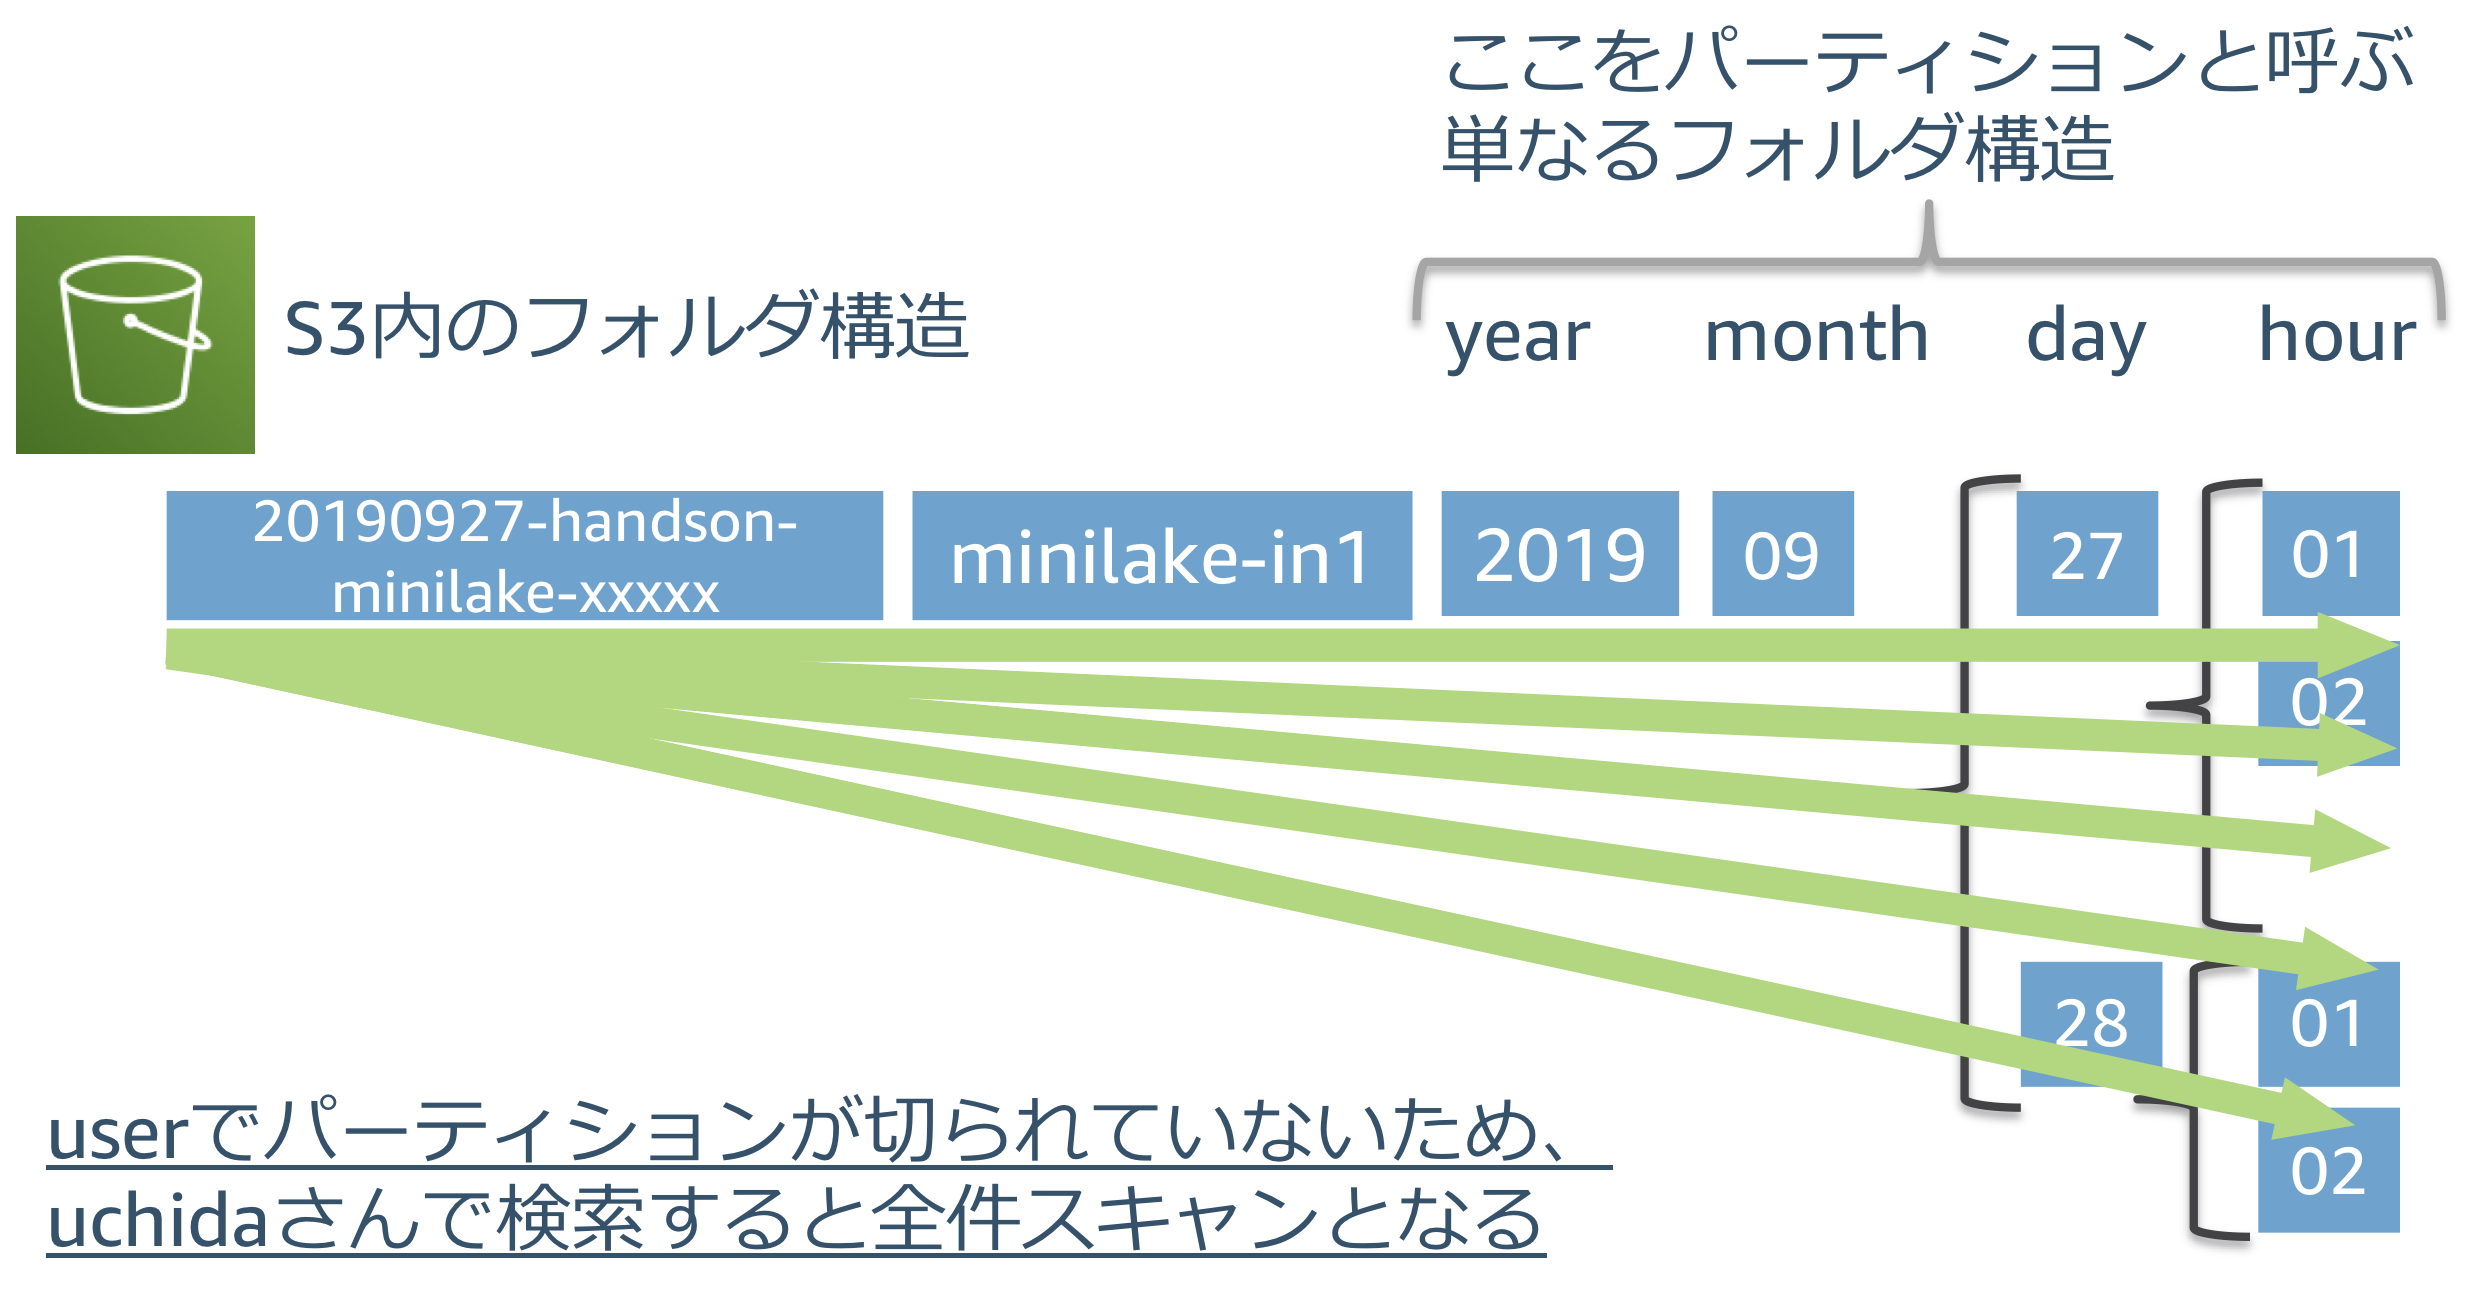 ここをパーティションと呼ぶ
単なるフォルダ構造
S3内のフォルダ構造
year month day hour
20190927-handson-
minilake-xxxxx
minilake-in1
2019
09
27
01
02
28
01
02
userでパーティションが切られていないため、
uchidaさんで検索すると全件スキャンとなる